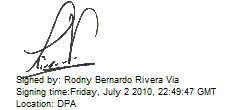 Signed by: Rodny Bernardo Rivera Via
Signing time:Friday, July 2 2010, 22:49:47 GMT
Location: DPA